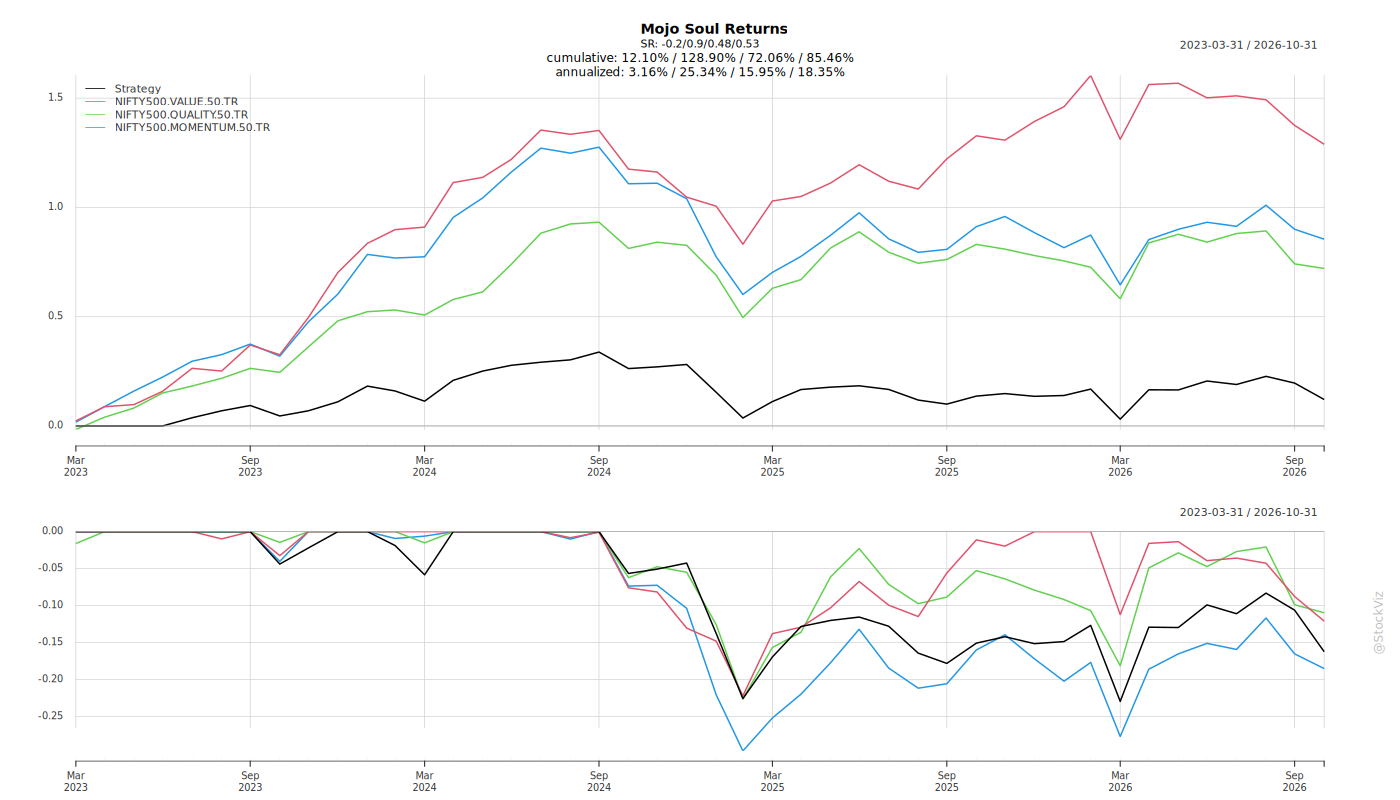 Mojo Soul Returns
SR: -0.2/0.9/0.48/0.53
2023-03-31 / 2026-10-31
cumulative: 12.10% / 128.90% / 72.06% / 85.46%
annualized: 3.16% / 25.34% / 15.95% / 18.35%
Strategy
NIFTY500.VALUE.50.TR
NIFTY500.QUALITY.50.TR
NIFTY500.MOMENTUM.50.TR
1.5
1.0
0.5
0.0
Mar Sep Mar Sep Mar Sep Mar Sep
2023 2023 2024 2024 2025 2025 2026 2026
2023-03-31 / 2026-10-31
0.00
-0.05
-0.10
-0.15
-0.20
-0.25
Mar Sep Mar Sep Mar Sep Mar Sep
2023 2023 2024 2024 2025 2025 2026 2026
@StockViz